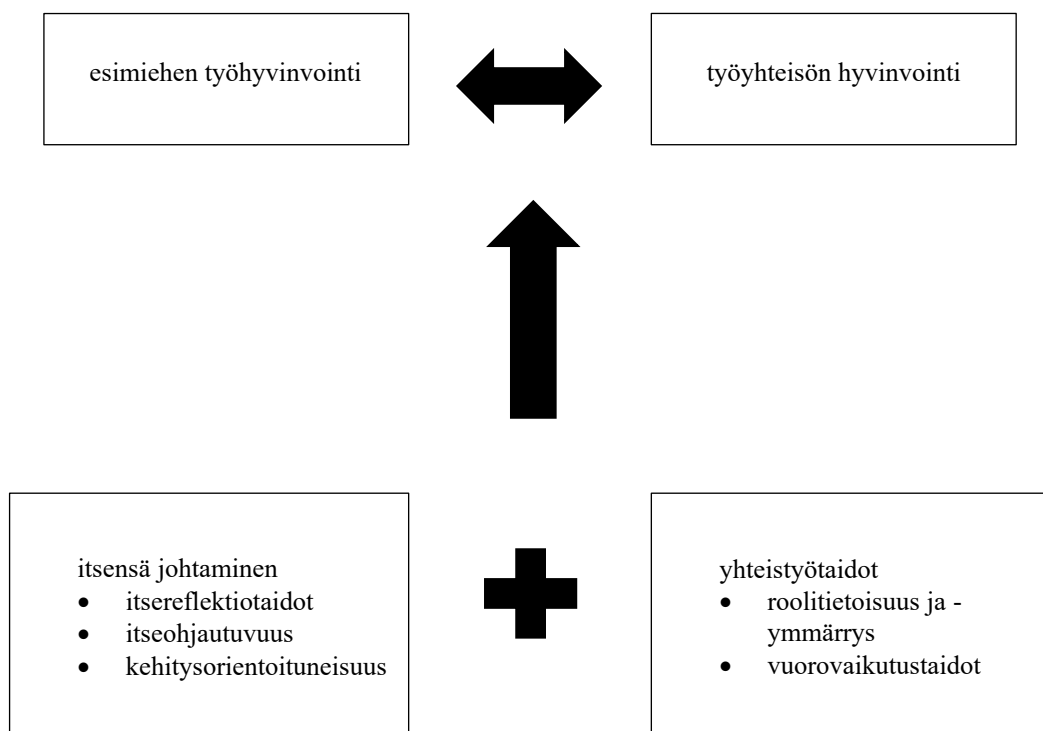 esimiehen työhyvinvointi
työyhteisön hyvinvointi
itsensä johtaminen
• itsereflektiotaidot
• itseohjautuvuus
• kehitysorientoituneisuus
yhteistyötaidot
• roolitietoisuus ja -
ymmärrys
• vuorovaikutustaidot